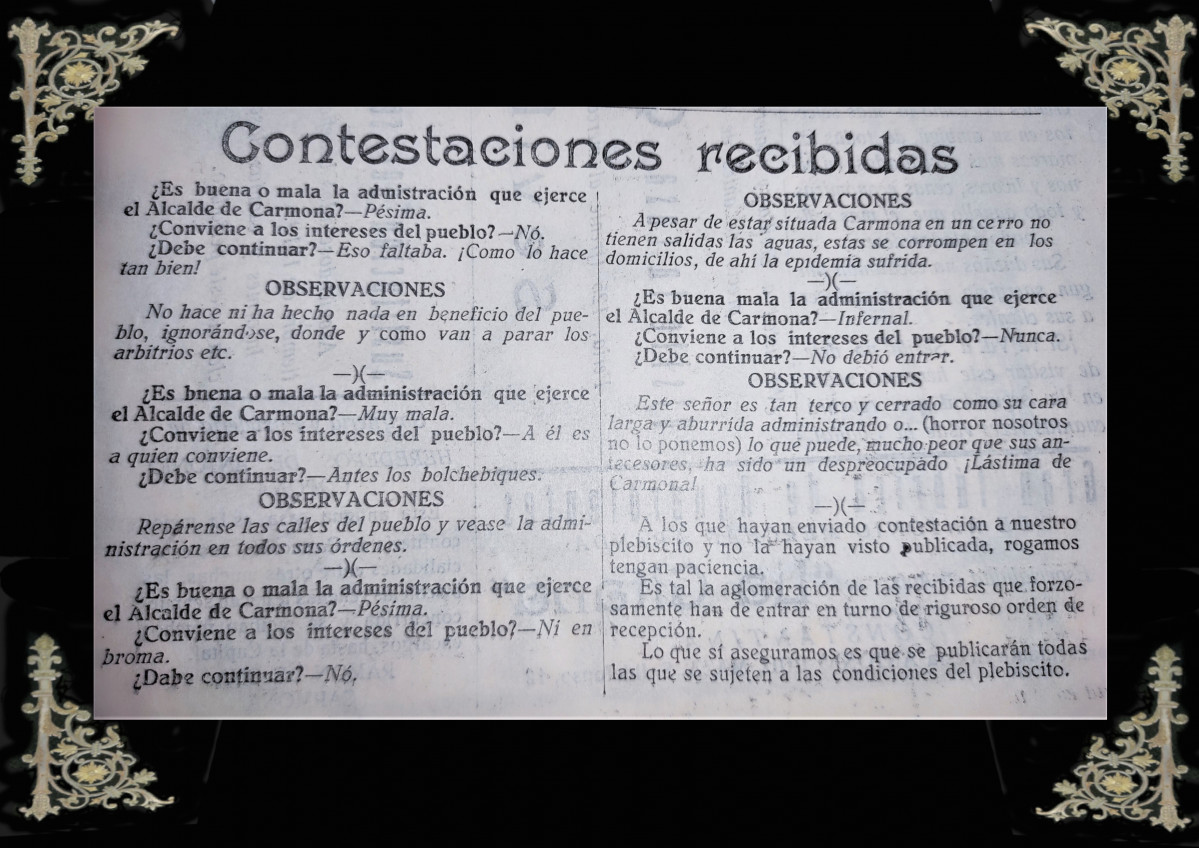 Contestaciones recibidas
¿Es buena o mala la admistración que ejerce
el Alcalde de Carmona?—Pésima.
¿Conviene a los intereses del pueblo?—Nó.
¿Debe continuar?—Eso faltaba. ¡Como lo hace
tan bien!
OBSERVACIONES
No hace ni ha hecho nada en beneficio del pue-
blo, ignorándose, donde y como van a parar los
arbitrios etc.
—)(—
¿Es bnena o mala la administración que ejerce
el Alcalde de Carmona?—Muy mala.
¿Conviene a los intereses del pueblo?—A él es
a quien conviene.
¿Debe continuar?—Antes los bolchebiques.
OBSERVACIONES
Repárense las calles del pueblo y vease la admi-
nistración en todos sus órdenes.
—)(—
¿Es buena o mala la administración que ejerce
el Alcalde de Carmona?—Pésima.
¿Conviene a los intereses del pueblo?—Ni en
broma.
¿Dabe continuar?—Nó.
OBSERVACIONES
Apesar de estar situada Carmona en un cerro no
tienen salidas las aguas, estas se corrompen en los
domicilios, de ahí la epidemia sufrida.
—)(—
¿Es buena mala la administración que ejerce
el Alcalde de Carmona?—Infernal.
¿Conviene a los intereses del pueblo?—Nunca.
¿Debe continuar?—No debió entrar.
OBSERVACIONES
Este señor es tan terco y cerrado como su cara
larga y aburrida administrando o... (horror nosotros
no lo ponemos) lo que puede, mucho peor que sus an-
tecesores, ha sido un despreocupado ¡Lástima de
Carmona!
—)(—
A los que hayan enviado contestación a nuestro
plebiscito y no la hayan visto publicada, rogamos
tengan paciencia.
Es tal la aglomeración de las recibidas que forzo-
samente han de entrar en turno de riguroso orden de
recepción.
Lo que sí aseguramos es que se publicarán todas
las que se sujeten a las condiciones del plebiscito.